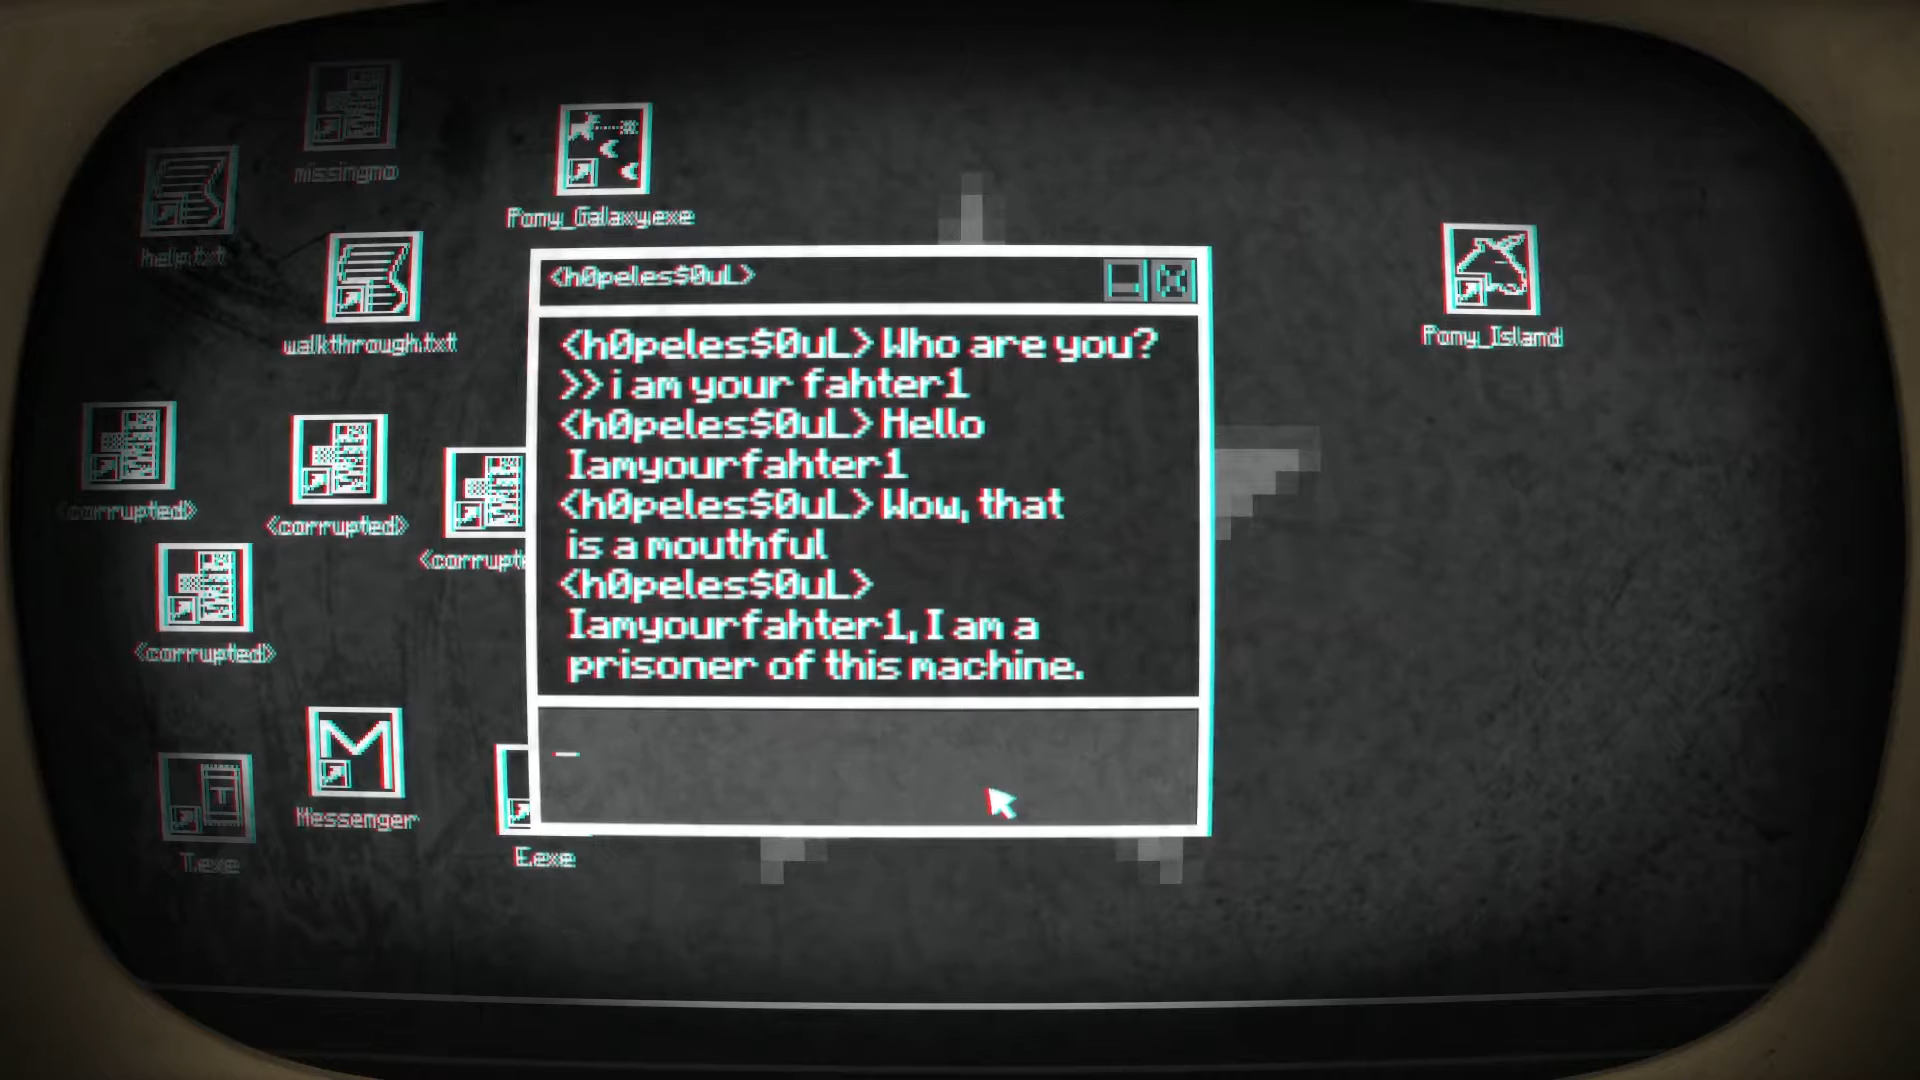 missingno
help.txt
Pony_Galaxy.exe
walkthrough.txt
Pony_Island
<h0peles$0uL>
<h0peles$0uL> Who are you?
>> i am your fahter1
<h0peles$0uL> Hello
Iamyourfahter1
<h0peles$0uL> Wow, that
is a mouthful
<h0peles$0uL>
Iamyourfahter1, I am a
prisoner of this machine.
_
<corrupted>
<corrupted>
<corrupte
<corrupted>
M
Messenger
T
T.exe
E.exe